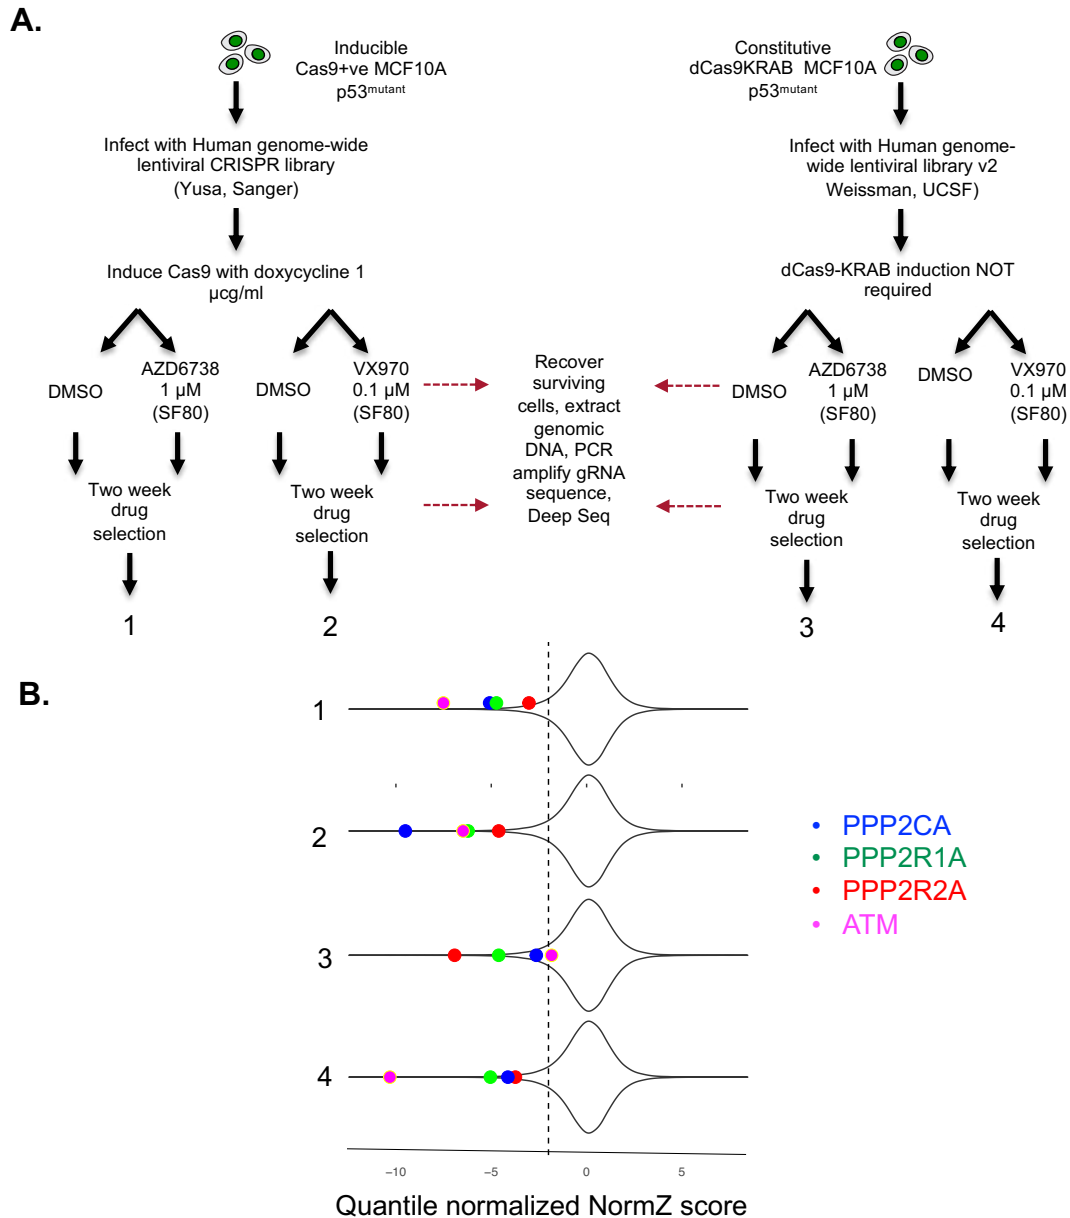 A.
Inducible
Cas9+ve MCF10A
p53mutant
Constitutive
dCas9KRAB MCF10A
p53mutant
Infect with Human genome-wide
lentiviral CRISPR library
(Yusa, Sanger)
Infect with Human genome-
wide lentiviral library v2
Weissman, UCSF)
Induce Cas9 with doxycycline 1
µcg/ml
dCas9-KRAB induction NOT
required
DMSO
AZD6738
1 µM
(SF80)
DMSO
VX970
0.1 µM
(SF80)
Recover
surviving
cells, extract
genomic
DNA, PCR
amplify gRNA
sequence,
Deep Seq
DMSO
AZD6738
1 µM
(SF80)
DMSO
VX970
0.1 µM
(SF80)
Two week
drug
selection
Two week
drug
selection
Two week
drug
selection
Two week
drug
selection
1
2
3
4
B.
1
2
3
4
PPP2CA
PPP2R1A
PPP2R2A
ATM
−10
−5
0
5
Quantile normalized NormZ score